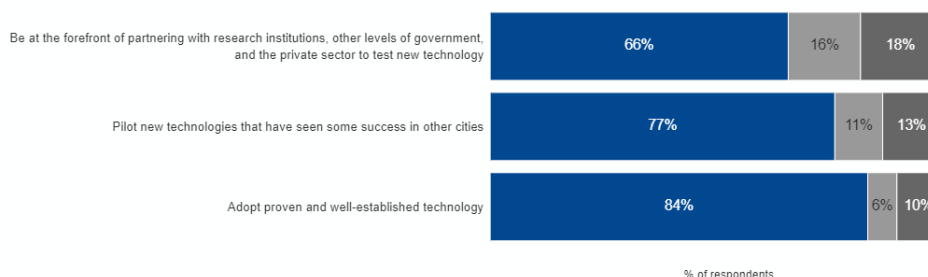 Be at the forefront of partnering with research institutions, other levels of government,
and the private sector to test new technology
66% 16% 18%
Pilot new technologies that have seen some success in other cities
77% 11% 13%
Adopt proven and well-established technology
84% 6% 10%
% of respondents